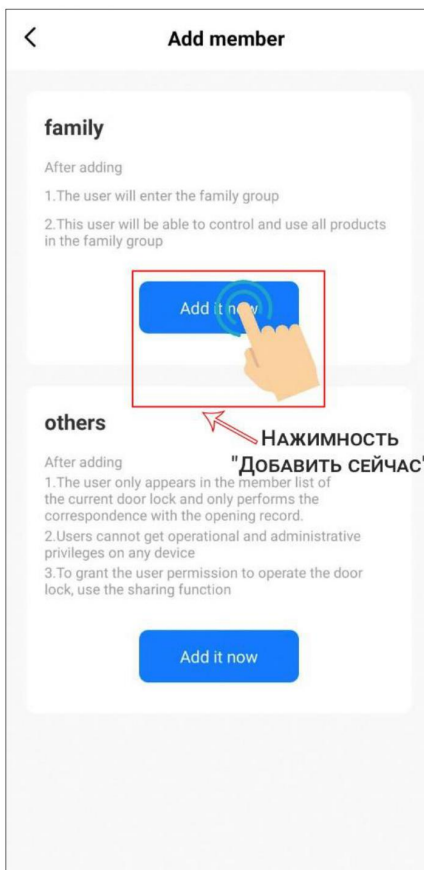 Add member
family
After adding
1.The user will enter the family group
2.This user will be able to control and use all products
in the family group
Add it now
others
Нажимность
"Добавить сейчас"
After adding
1.The user only appears in the member list of
the current door lock and only performs the
correspondence with the opening record.
2.Users cannot get operational and administrative
privileges on any device
3.To grant the user permission to operate the door
lock, use the sharing function
Add it now